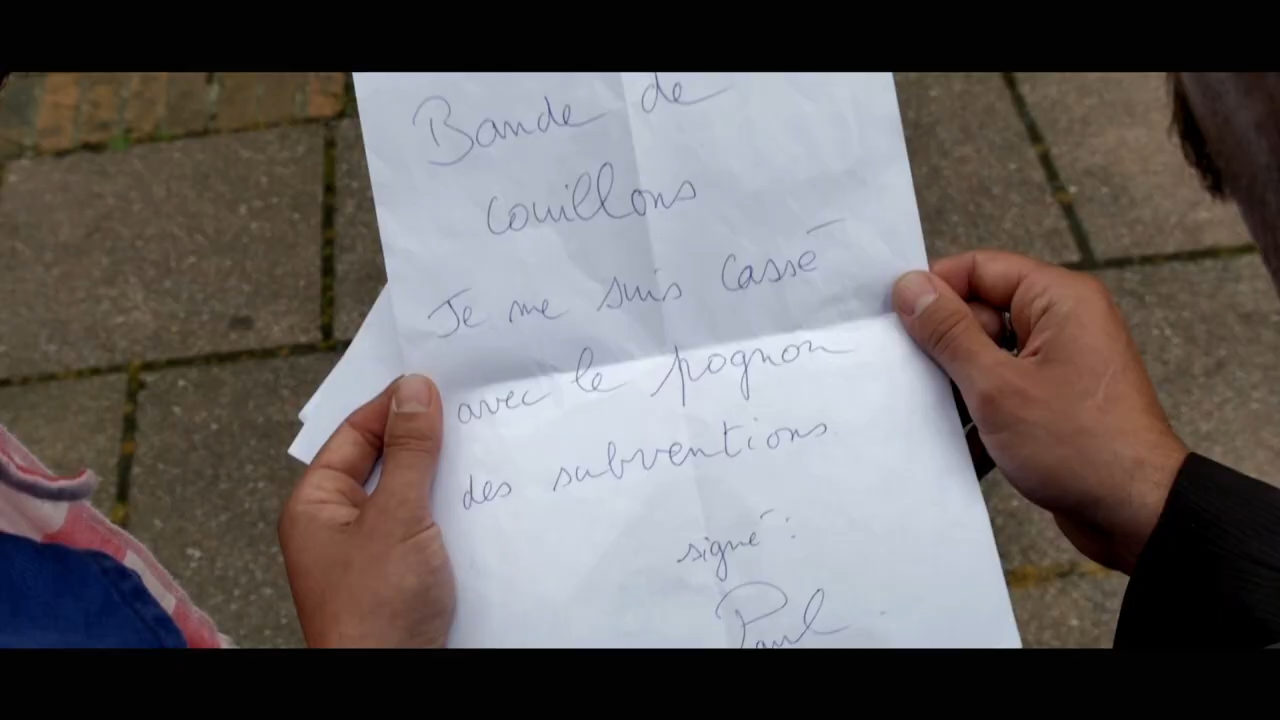 Bande de
couillons
Je me suis cassé
avec le pognon
des subventions
signé :
Paul